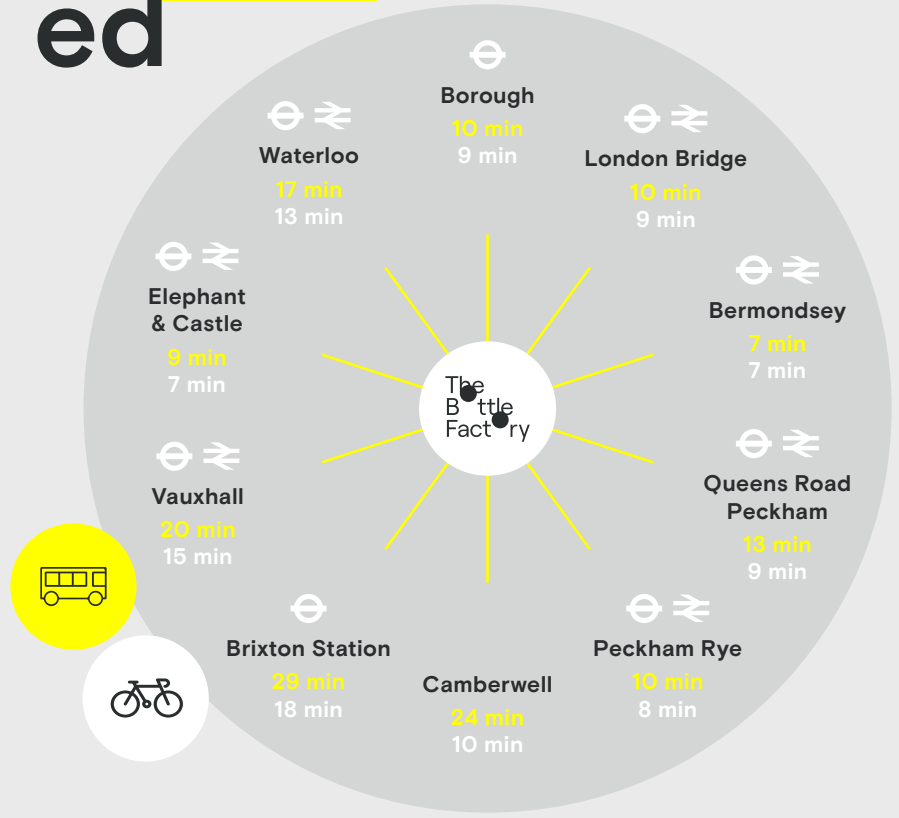 ed
Borough
10 min
9 min
Waterloo
17 min
13 min
London Bridge
10 min
9 min
Elephant
& Castle
9 min
7 min
Bermondsey
7 min
7 min
The
B ttle
Fact ry
Vauxhall
20 min
15 min
Queens Road
Peckham
13 min
9 min
Brixton Station
29 min
18 min
Camberwell
24 min
10 min
Peckham Rye
10 min
8 min